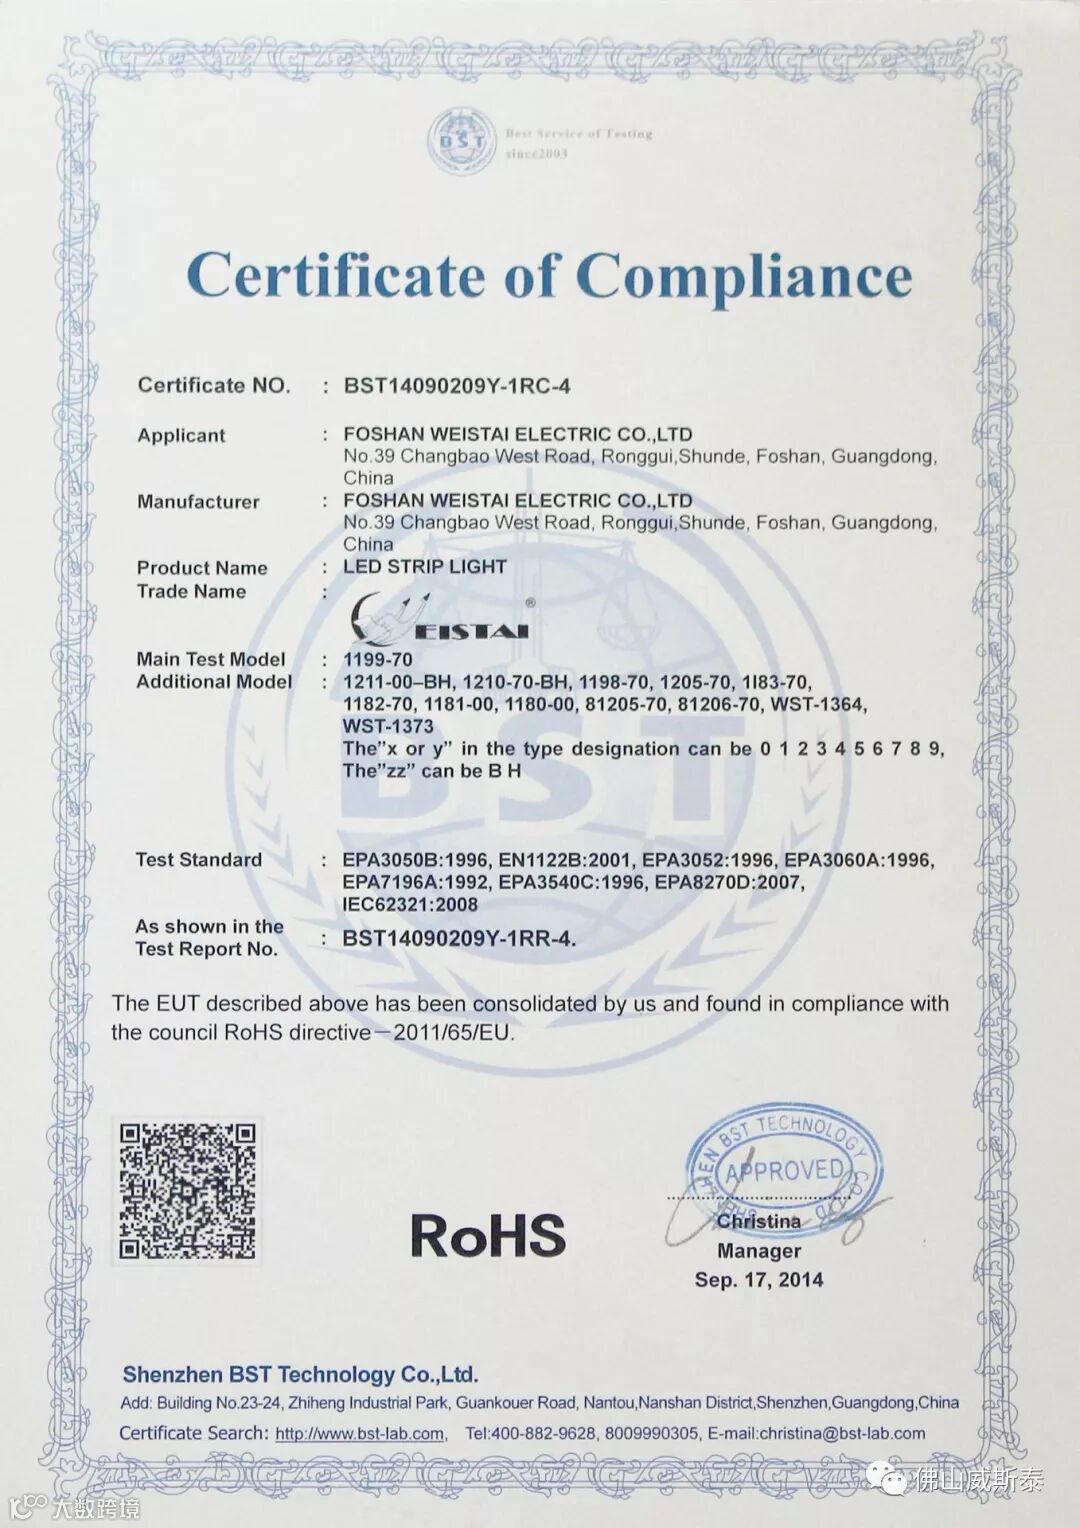 BST
Best Service of Testing
since2003
Certificate of Compliance
Certificate NO. : BST14090209Y-1RC-4
Applicant : FOSHAN WEISTAI ELECTRIC CO.,LTD
No.39 Changbao West Road, Ronggui,Shunde, Foshan, Guangdong,
China
Manufacturer : FOSHAN WEISTAI ELECTRIC CO.,LTD
No.39 Changbao West Road, Ronggui,Shunde, Foshan, Guangdong,
China
Product Name : LED STRIP LIGHT
Trade Name :
WEISTAI ®
Main Test Model : 1199-70
Additional Model : 1211-00–BH, 1210-70-BH, 1198-70, 1205-70, 1I83-70,
1182-70, 1181-00, 1180-00, 81205-70, 81206-70, WST-1364,
WST-1373
The”x or y” in the type designation can be 0 1 2 3 4 5 6 7 8 9,
The”zz” can be B H
BST
Test Standard : EPA3050B:1996, EN1122B:2001, EPA3052:1996, EPA3060A:1996,
EPA7196A:1992, EPA3540C:1996, EPA8270D:2007,
IEC62321:2008
As shown in the
Test Report No. : BST14090209Y-1RR-4.
The EUT described above has been consolidated by us and found in compliance with
the council RoHS directive—2011/65/EU.
SHENZHEN BST TECHNOLOGY CO., LTD
APPROVED
RoHS
Christina
Manager
Sep. 17, 2014
Shenzhen BST Technology Co.,Ltd.
Add: Building No.23-24, Zhiheng Industrial Park, Guankouer Road, Nantou,Nanshan District,Shenzhen,Guangdong,China
Certificate Search: http://www.bst-lab.com, Tel:400-882-9628, 8009990305, E-mail:christina@bst-lab.com
佛山威斯泰
大数跨境